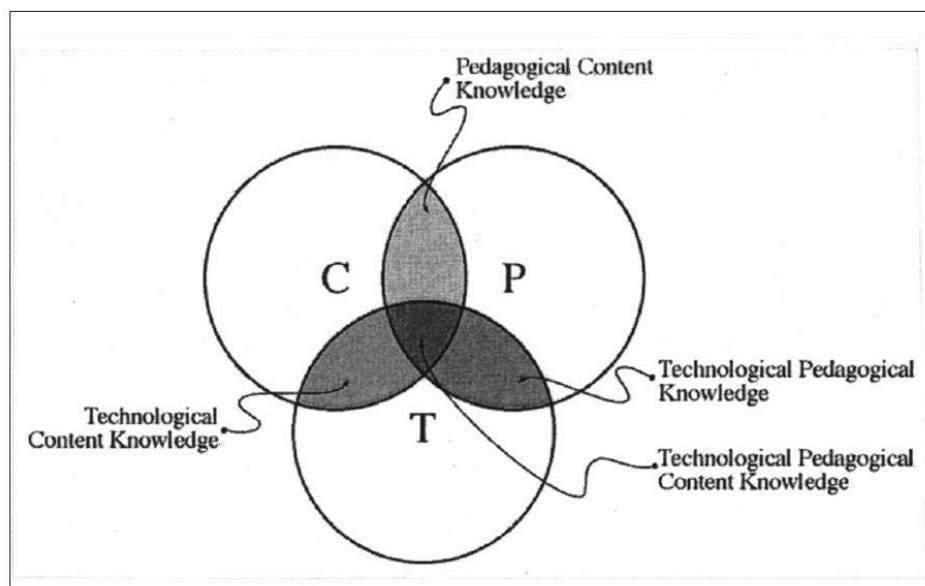 Pedagogical Content
Knowledge
C
P
Technological Pedagogical
Knowledge
Technological
Content Knowledge
T
Technological Pedagogical
Content Knowledge